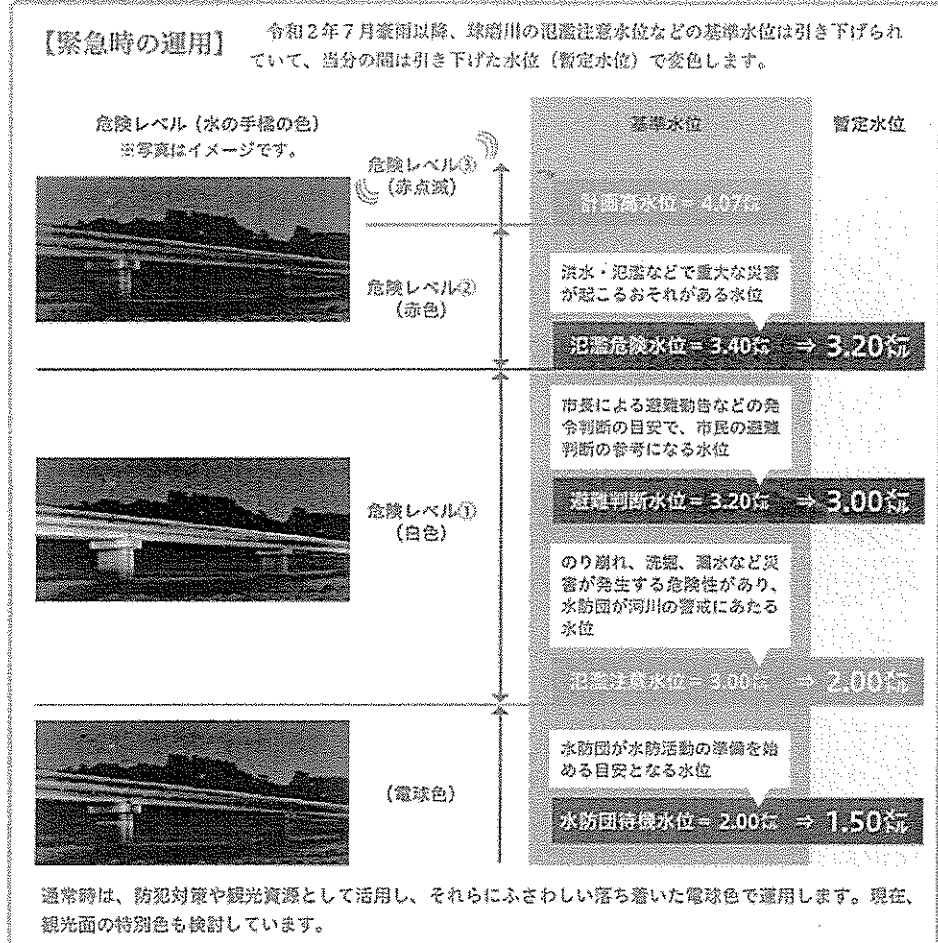 【緊急時の運用】
令和2年7月豪雨以降、球磨川の氾濫注意水位などの基準水位は引き下げられ
ていて、当分の間は引き下げた水位（暫定水位）で変色します。
危険レベル（水の手橋の色）
※写真はイメージです。
基準水位
暫定水位
危険レベル③
（赤点滅）
計画高水位＝4.07㍍
危険レベル②
（赤色）
洪水・氾濫などで重大な災害
が起こるおそれがある水位
氾濫危険水位＝3.40㍍ ⇒ 3.20㍍
市長による避難勧告などの発
令判断の目安で、市民の避難
判断の参考になる水位
避難判断水位＝3.20㍍ ⇒ 3.00㍍
危険レベル①
（白色）
のり崩れ、洗掘、漏水など災
害が発生する危険性があり、
水防団が河川の警戒にあたる
水位
氾濫注意水位＝3.00㍍ ⇒ 2.00㍍
（電球色）
水防団が水防活動の準備を始
める目安となる水位
水防団待機水位＝2.00㍍ ⇒ 1.50㍍
通常時は、防犯対策や観光資源として活用し、それらにふさわしい落ち着いた電球色で運用します。現在、
観光面の特別色も検討しています。